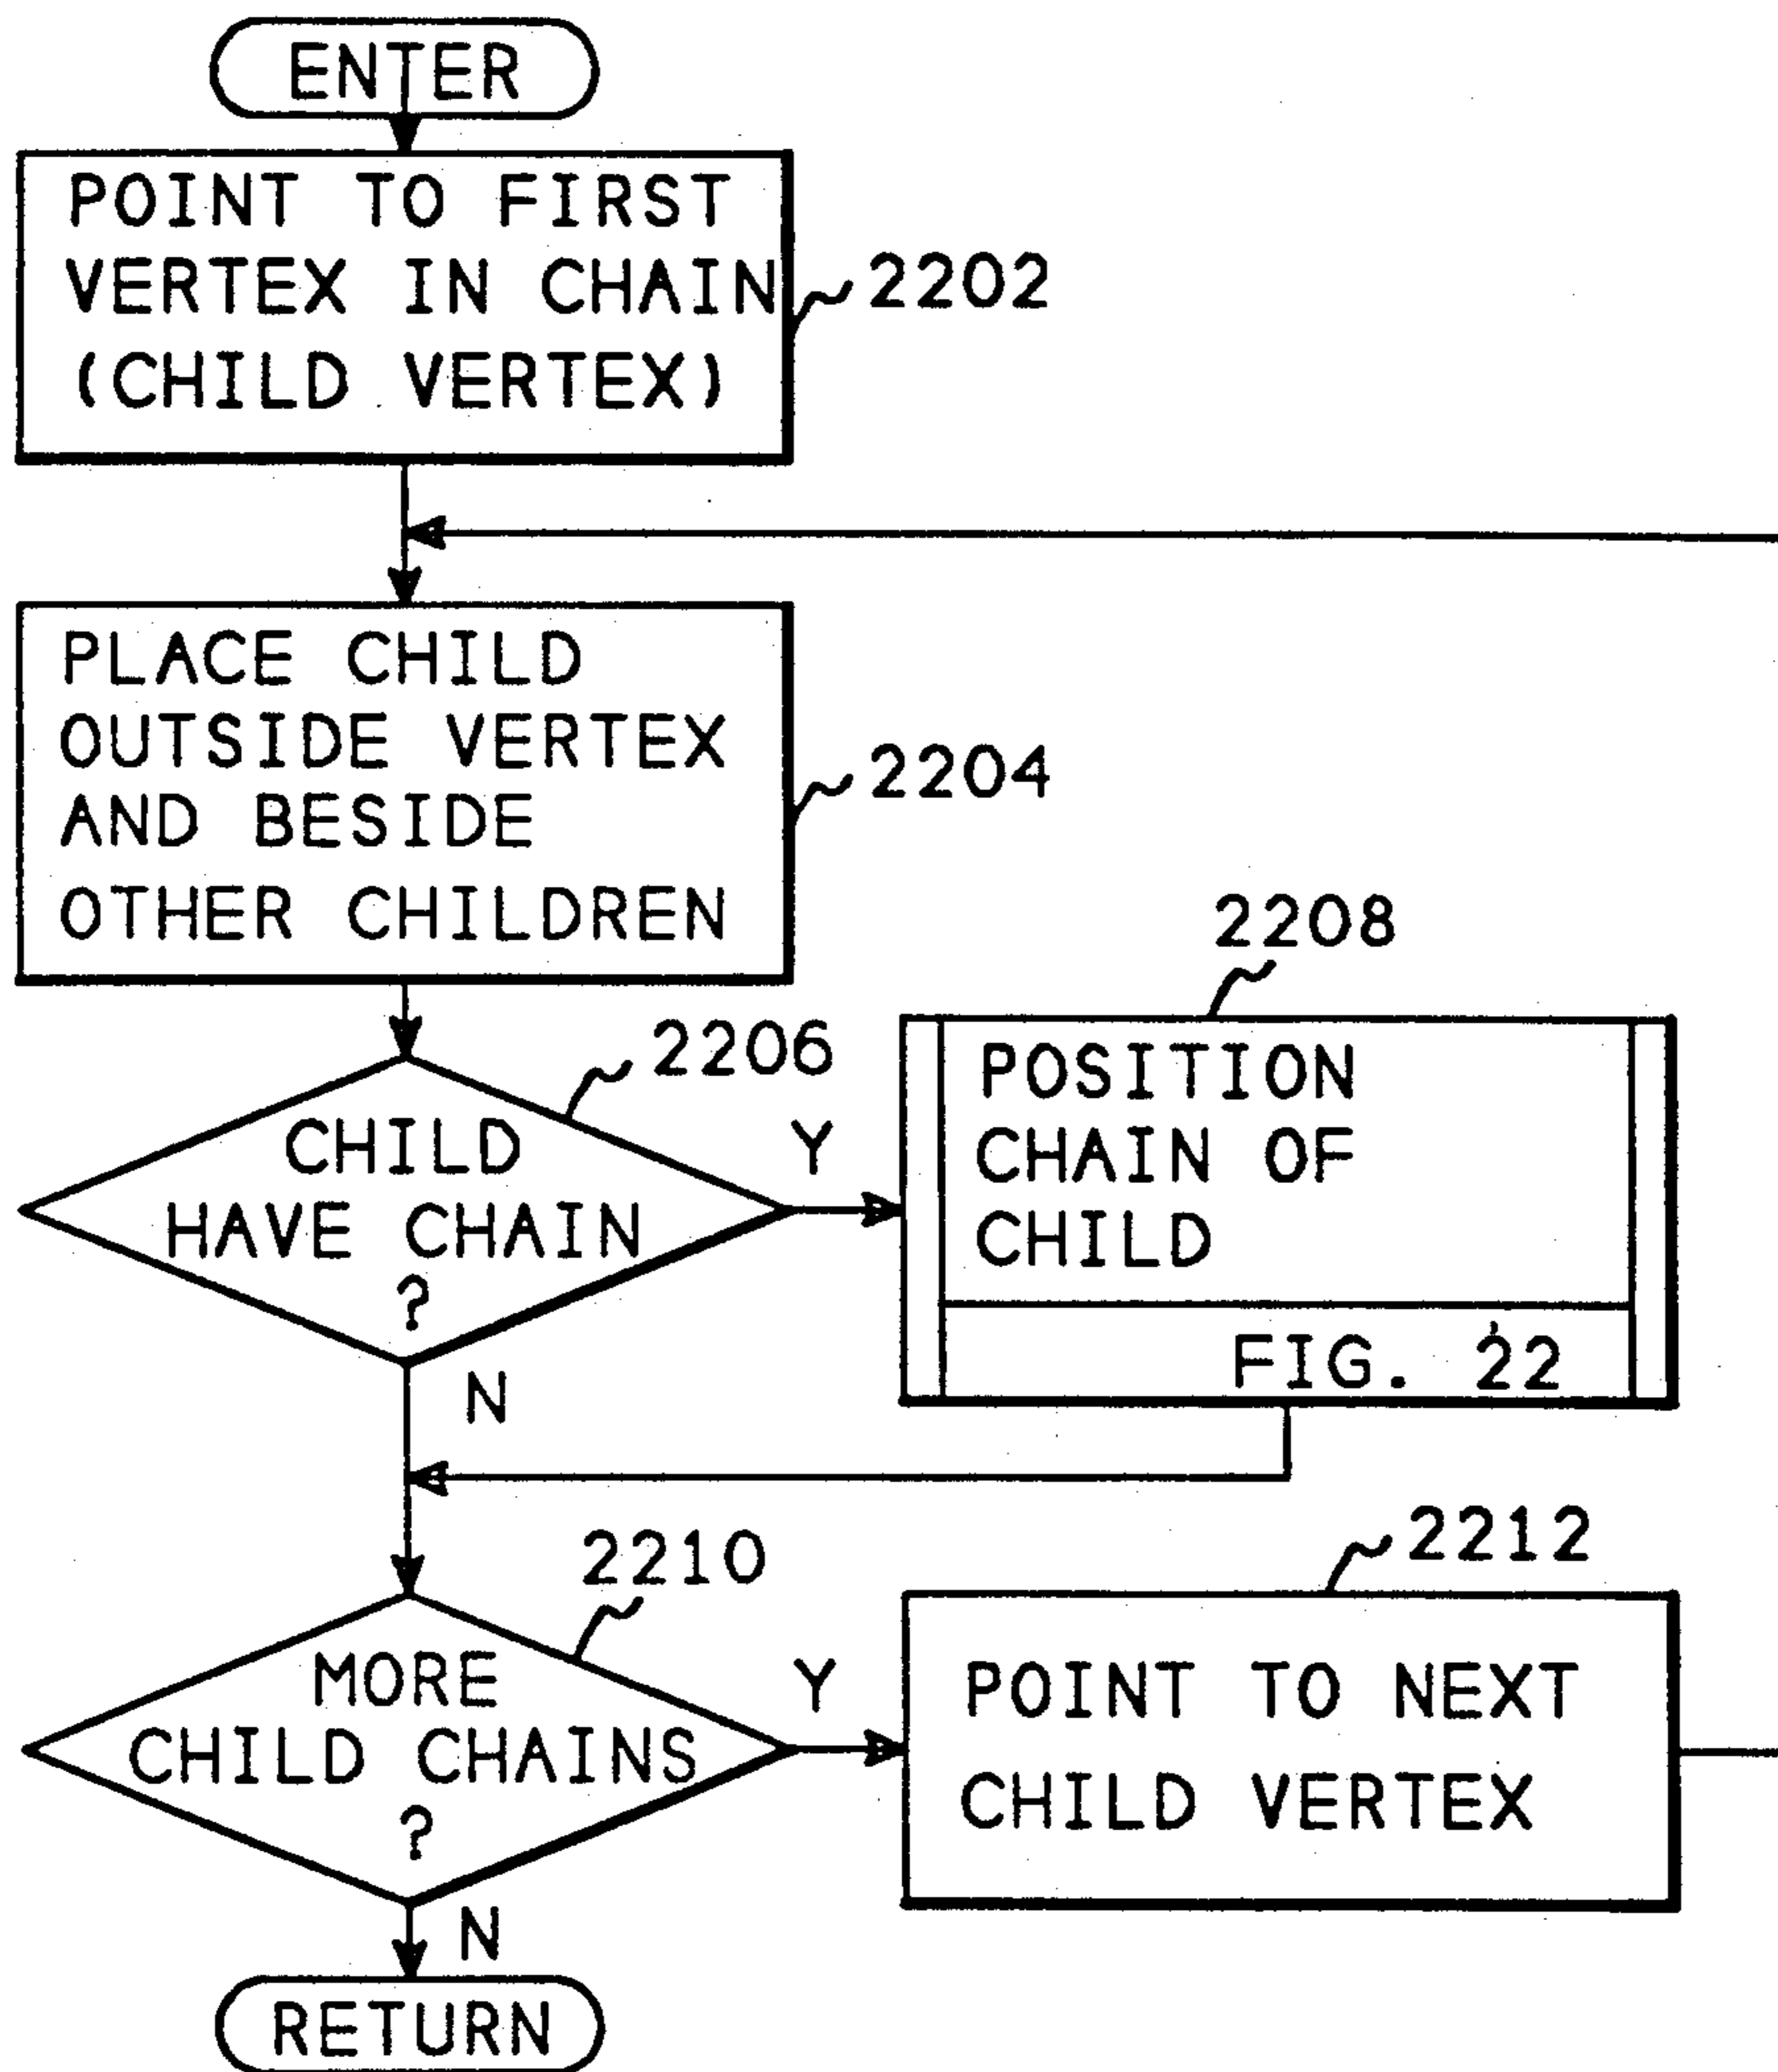 ENTER
POINT TO FIRST
VERTEX IN CHAIN
(CHILD VERTEX)
2202
PLACE CHILD
OUTSIDE VERTEX
AND BESIDE
OTHER CHILDREN
2204
2206
CHILD
HAVE CHAIN
?
Y
N
2208
POSITION
CHAIN OF
CHILD
FIG. 22
2210
MORE
CHILD CHAINS
?
Y
N
2212
POINT TO NEXT
CHILD VERTEX
RETURN